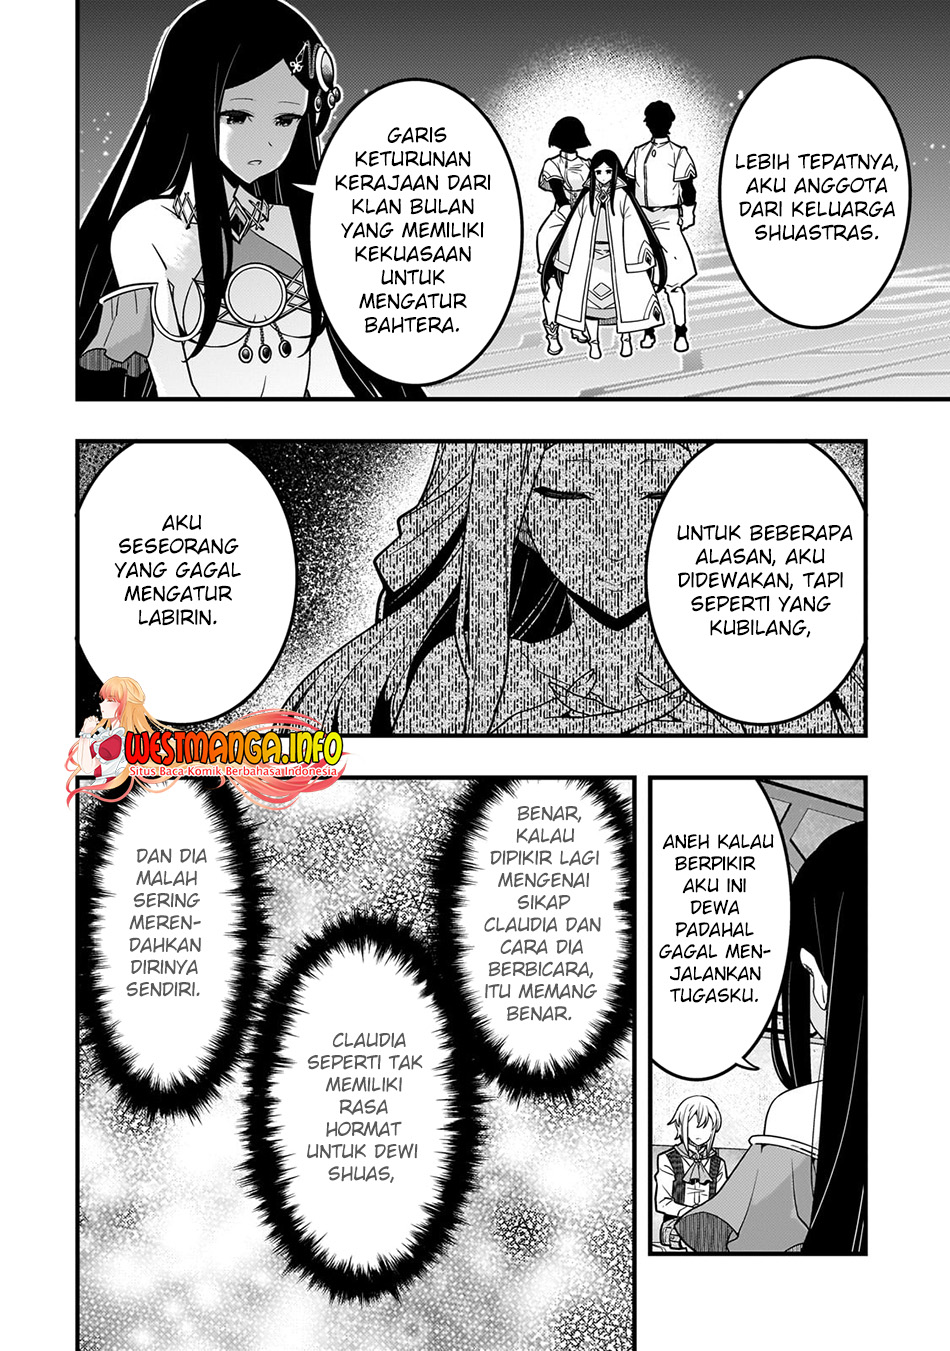 LEBIH TEPATNYA,
AKU ANGGOTA
DARI KELUARGA
SHUASTRAS.
GARIS
KETURUNAN
KERAJAAN DARI
KLAN BULAN
YANG MEMILIKI
KEKUASAAN
UNTUK
MENGATUR
BAHTERA.
UNTUK BEBERAPA
ALASAN, AKU
DIDEWAKAN, TAPI
SEPERTI YANG
KUBILANG,
AKU
SESEORANG
YANG GAGAL
MENGATUR
LABIRIN.
WESTMANGA.INFO
Situs Baca Komik Berbahasa Indonesia
ANEH KALAU
BERPIKIR
AKU INI
DEWA
PADAHAL
GAGAL MEN-
JALANKAN
TUGASKU.
BENAR,
KALAU
DIPIKIR LAGI
MENGENAI
SIKAP
CLAUDIA DAN
CARA DIA
BERBICARA,
ITU MEMANG
BENAR.
CLAUDIA
SEPERTI TAK
MEMILIKI
RASA
HORMAT
UNTUK DEWI
SHUAS,
DAN DIA
MALAH
SERING
MEREN-
DAHKAN
DIRINYA
SENDIRI.